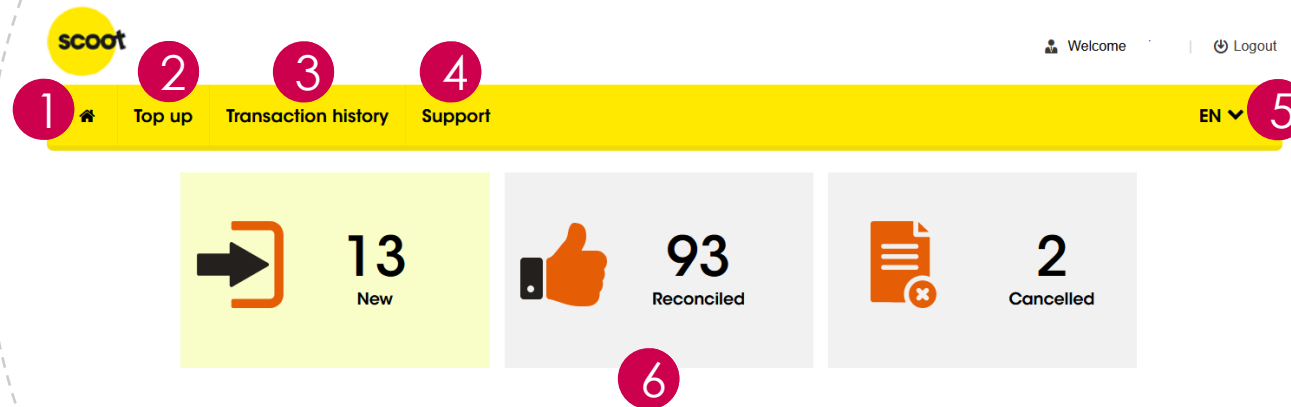 scoot
Welcome | Logout
1 2 3 4 5
Top up Transaction history Support EN
13 93 2
New Reconciled Cancelled
6